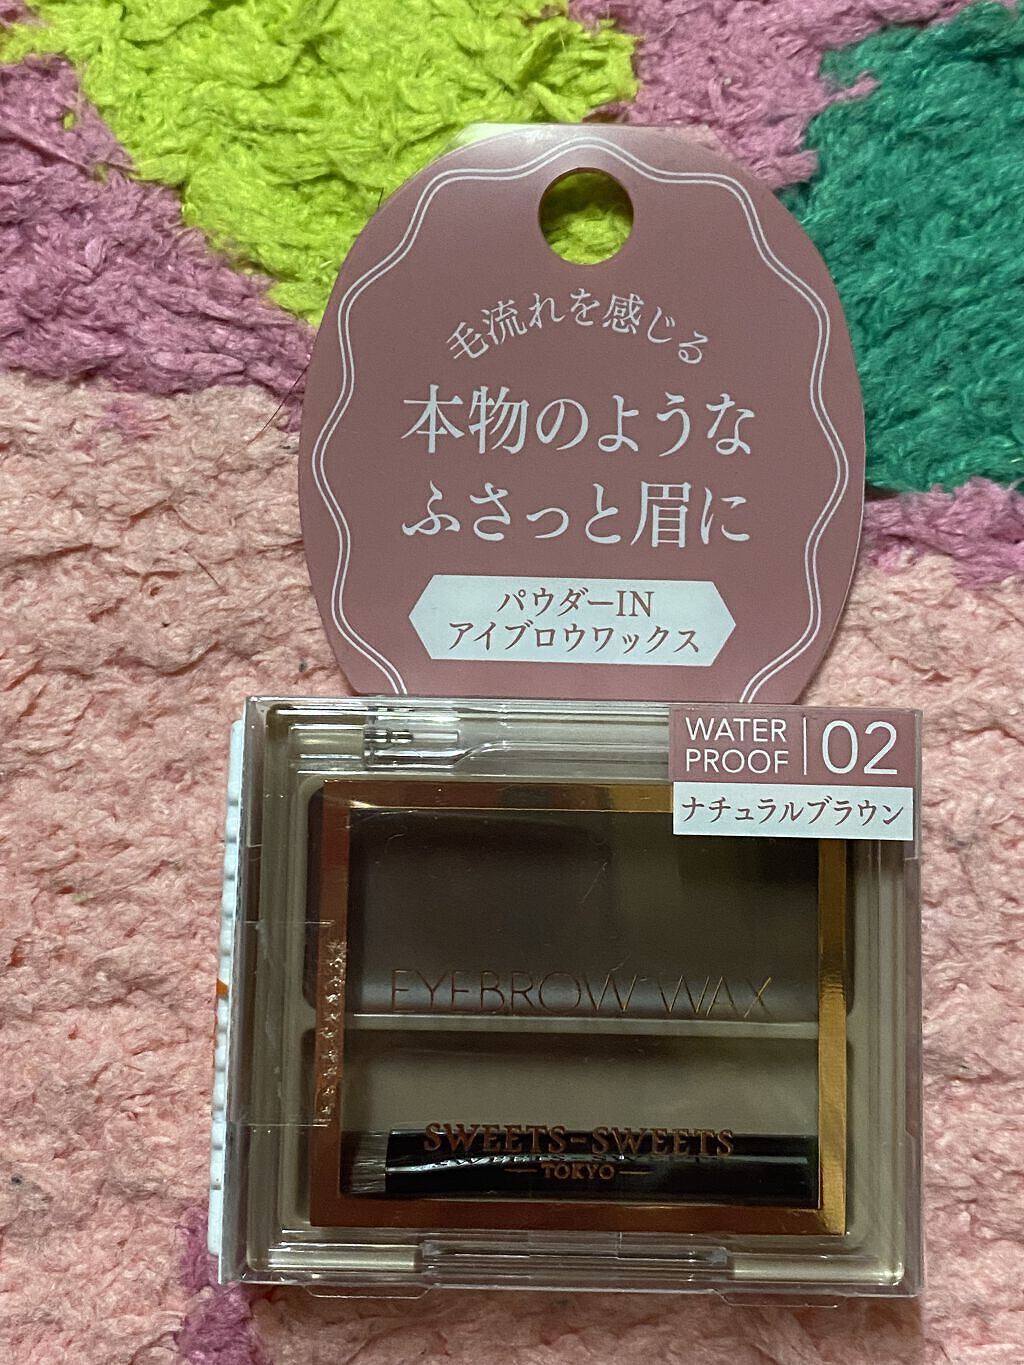 毛流れを感じる
本物のような
ふさっと眉に
パウダーIN
アイブロウワックス
WATER
PROOF
02
ナチュラルブラウン
EYEBROW WAX
SWEETS-SWEETS
TOKYO